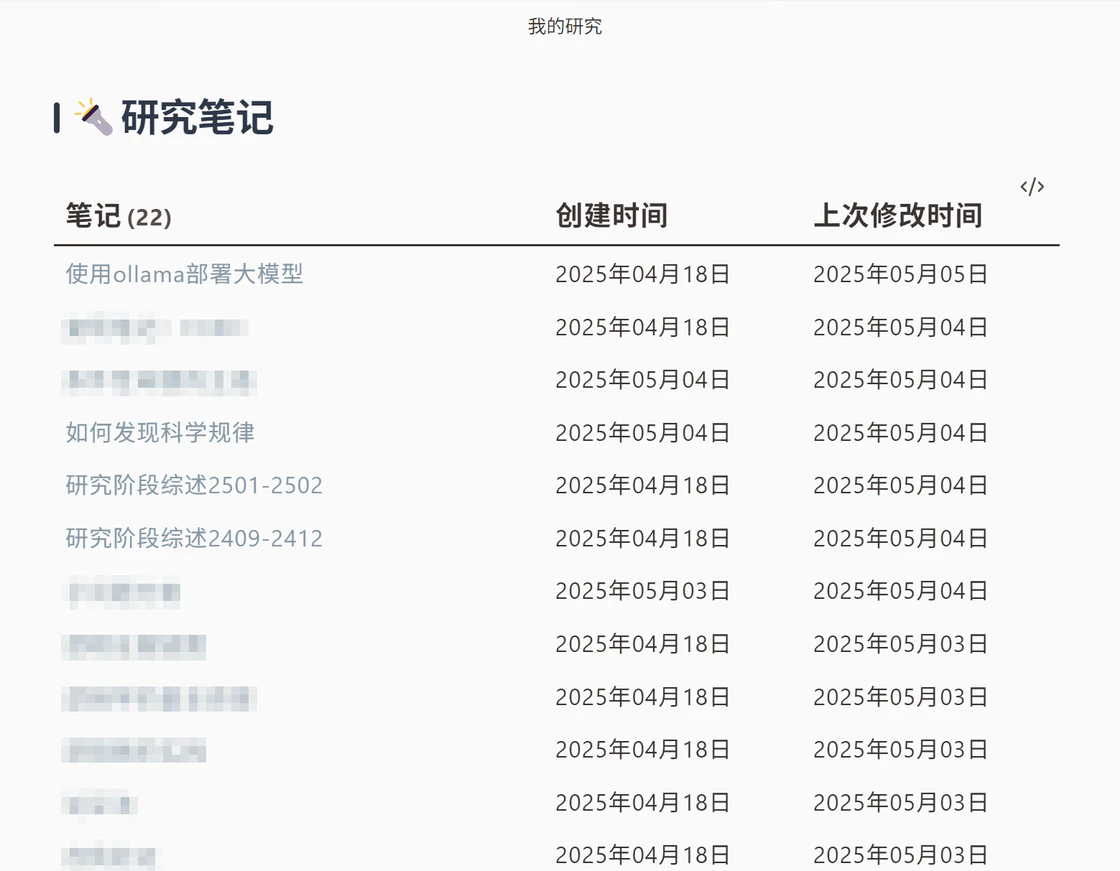 我的研究
研究笔记
</>
笔记 (22) 创建时间 上次修改时间
使用ollama部署大模型 2025年04月18日 2025年05月05日
2025年04月18日 2025年05月04日
2025年05月04日 2025年05月04日
如何发现科学规律 2025年05月04日 2025年05月04日
研究阶段综述2501-2502 2025年04月18日 2025年05月04日
研究阶段综述2409-2412 2025年04月18日 2025年05月04日
2025年05月03日 2025年05月04日
2025年04月18日 2025年05月03日
2025年04月18日 2025年05月03日
2025年04月18日 2025年05月03日
2025年04月18日 2025年05月03日
2025年04月18日 2025年05月03日